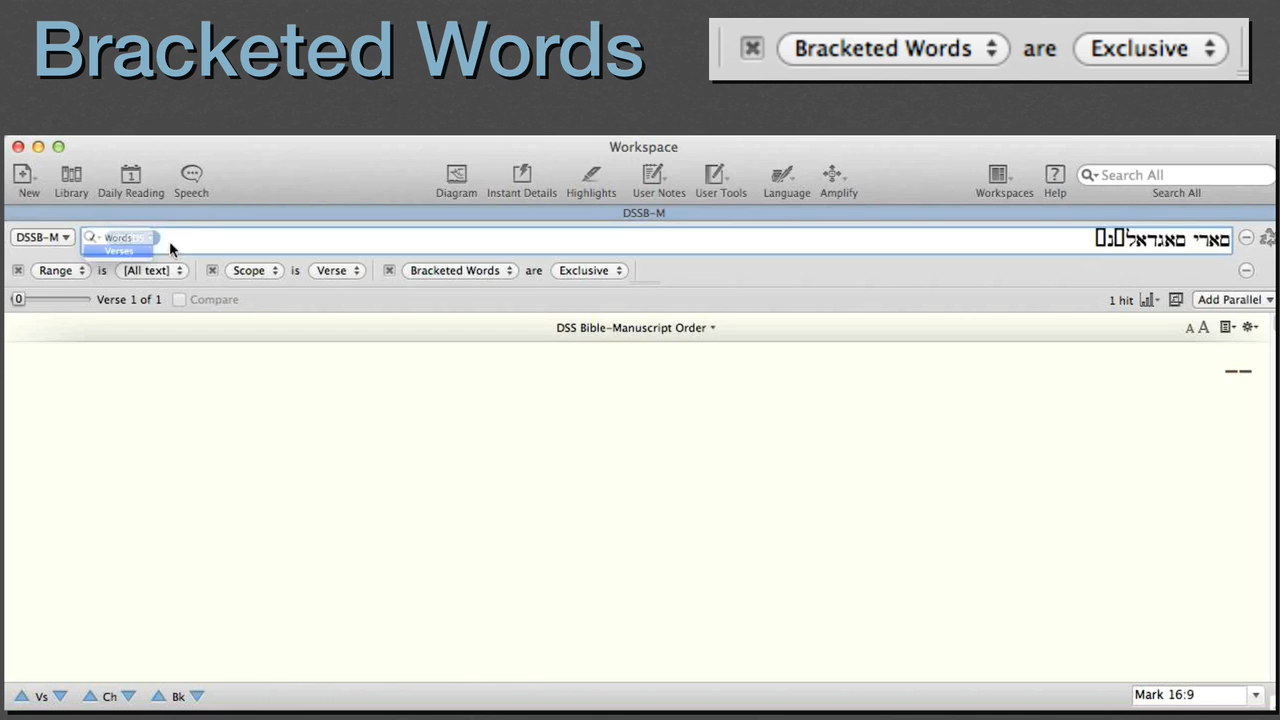 Bracketed Words
Bracketed Words are Exclusive
Workspace
New Library Daily Reading Speech Diagram Instant Details Highlights User Notes User Tools Language Amplify Workspaces Help Search All
Search All
DSSB-M
DSSB-M Words
Verses
Range is [All text] Scope is Verse Bracketed Words are Exclusive
0 Verse 1 of 1 Compare 1 hit Add Parallel
DSS Bible-Manuscript Order
A A
Vs Ch Bk Mark 16:9